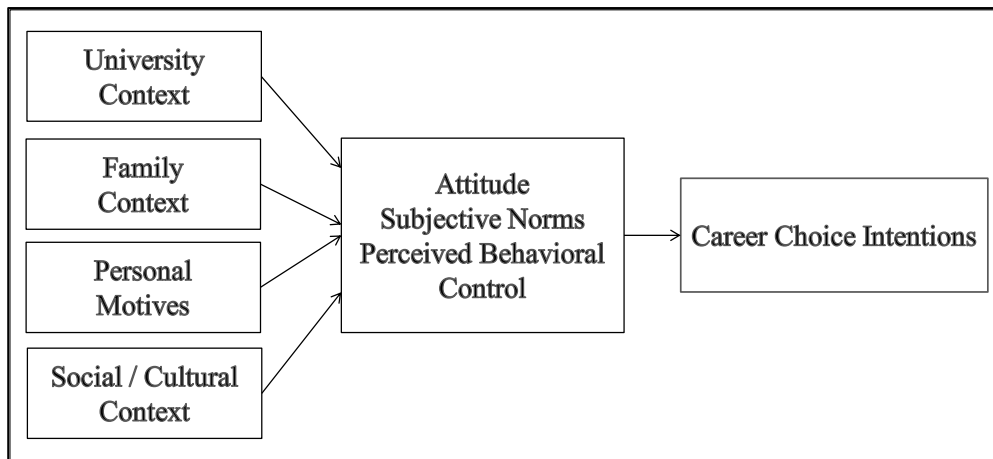 University
Context
Family
Context
Personal
Motives
Social / Cultural
Context
Attitude
Subjective Norms
Perceived Behavioral
Control
Career Choice Intentions